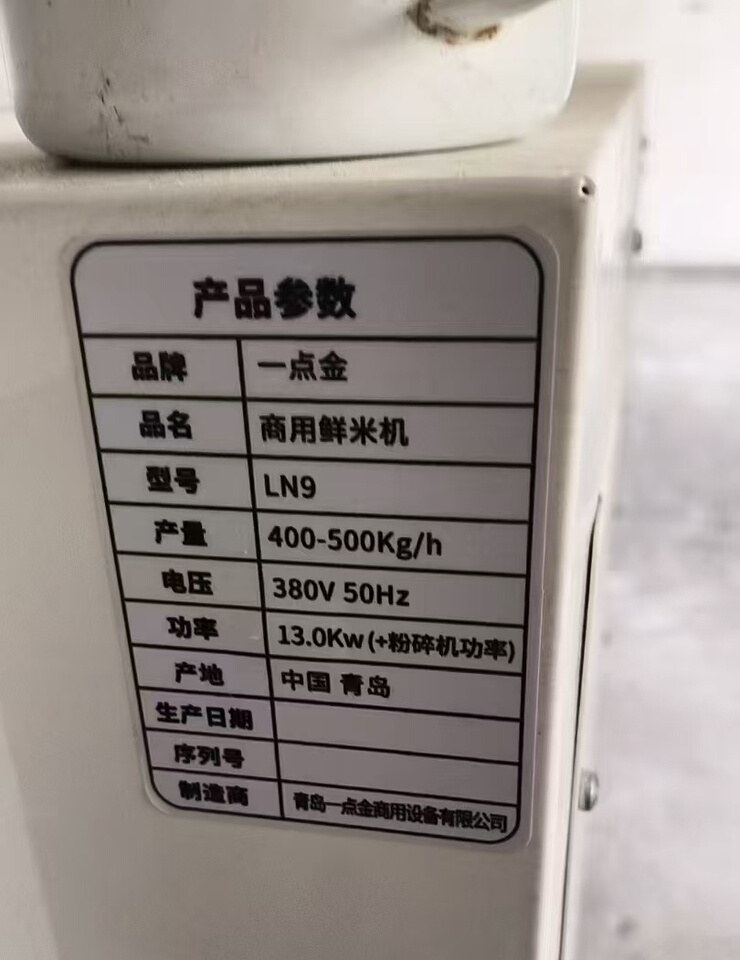 产品参数
品牌 一点金
品名 商用鲜米机
型号 LN9
产量 400-500Kg/h
电压 380V 50Hz
功率 13.0Kw(+粉碎机功率)
产地 中国 青岛
生产日期
序列号
制造商 青岛一点金商用设备有限公司